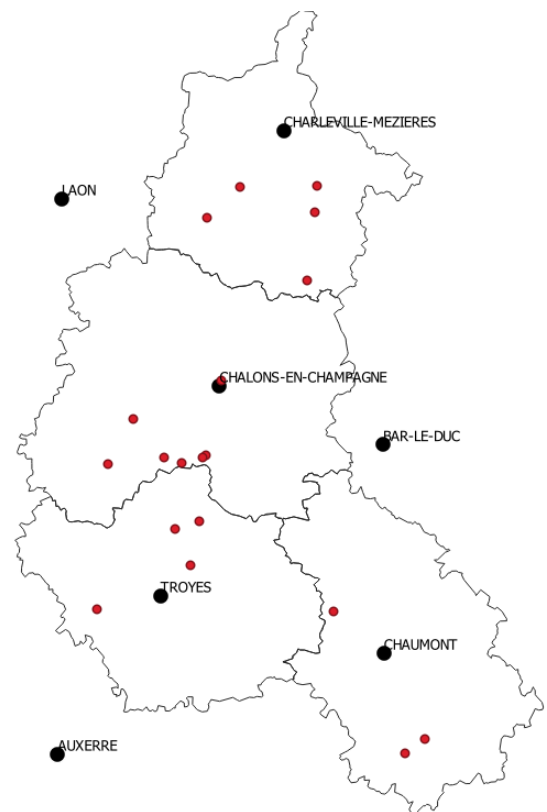 CHARLEVILLE-MEZIERES
LAON
CHALONS-EN-CHAMPAGNE
BAR-LE-DUC
TROYES
CHAUMONT
AUXERRE